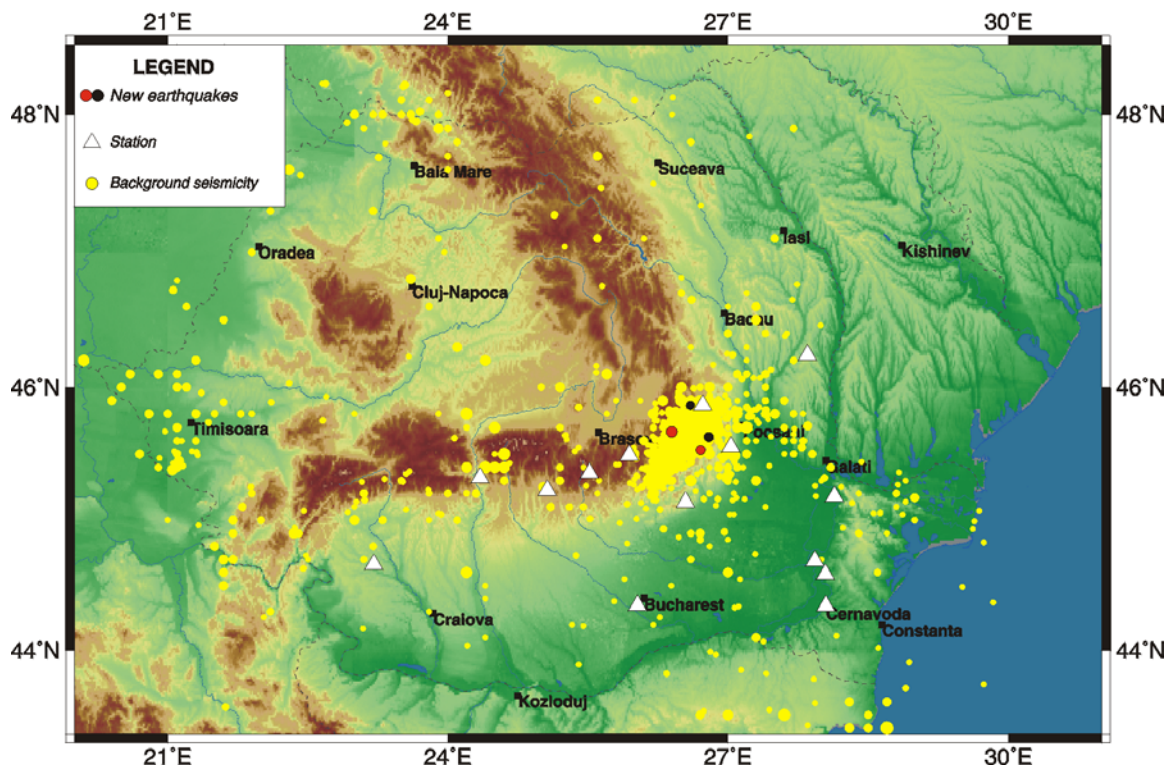 21°E 24°E 27°E 30°E
LEGEND
New earthquakes
48°N 48°N
Station
Baia Mare
Suceava
Background seismicity
Iasi
Oradea
Kishinev
Cluj-Napoca
Bacau
46°N 46°N
Timisoara
Galati
Bucharest
Craiova
Cernavoda
Constanta
44°N 44°N
Kozloduj
21°E 24°E 27°E 30°E